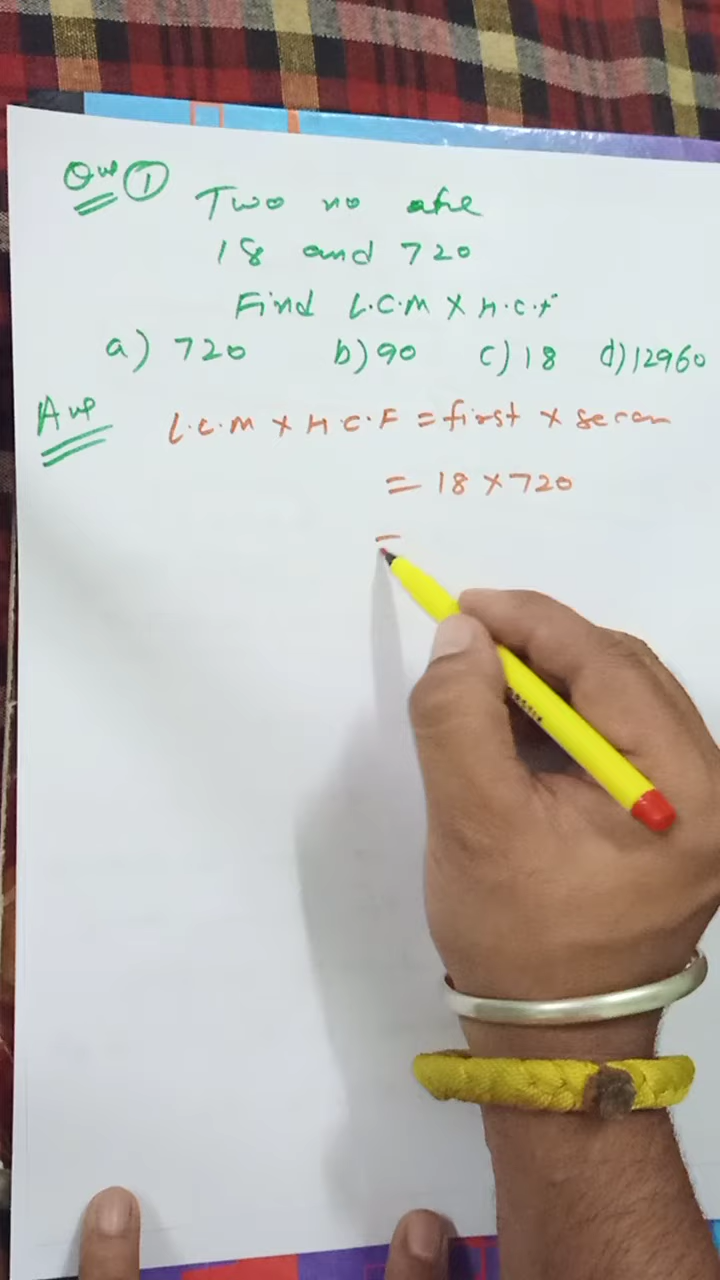 Que ① Two no are
18 and 720
Find L.C.M X H.C.F
a) 720 b) 90 c) 18 d) 12960
Ans L.C.M X H.C.F = first X secon
= 18 X 720
=